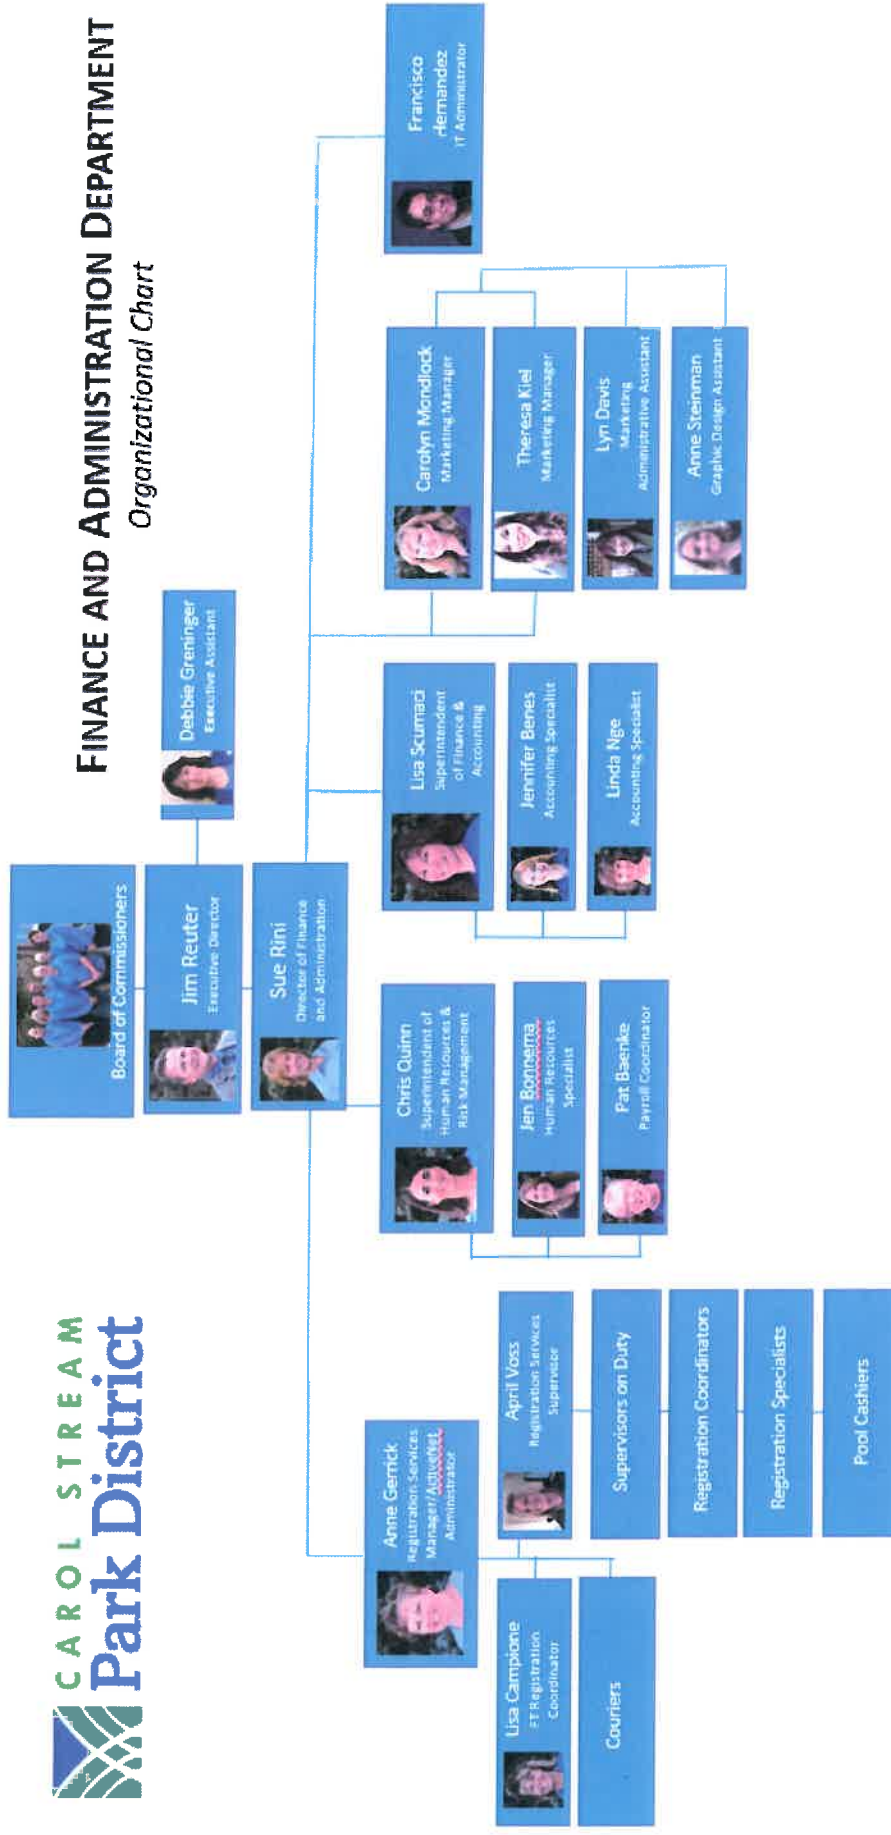 CAROL STREAM
Park District
FINANCE AND ADMINISTRATION DEPARTMENT
Organizational Chart
Board of Commissioners
Jim Reuter
Executive Director
Debbie Greninger
Executive Assistant
Sue Rini
Director of Finance
and Administration
Anne Gerrick
Registration Services
Manager/ActiveNet
Administrator
Lisa Campione
FT Registration
Coordinator
Couriers
April Voss
Registration Services
Supervisor
Supervisors on Duty
Registration Coordinators
Registration Specialists
Pool Cashiers
Chris Quinn
Superintendent of
Human Resources &
Risk Management
Jen Bonnema
Human Resources
Specialist
Pat Baenke
Payroll Coordinator
Lisa Scumaci
Superintendent
of Finance &
Accounting
Jennifer Benes
Accounting Specialist
Linda Nge
Accounting Specialist
Carolyn Mondlock
Marketing Manager
Theresa Kiel
Marketing Manager
Lyn Davis
Marketing
Administrative Assistant
Anne Steinman
Graphic Design Asistant
Francisco
Hernandez
IT Administrator